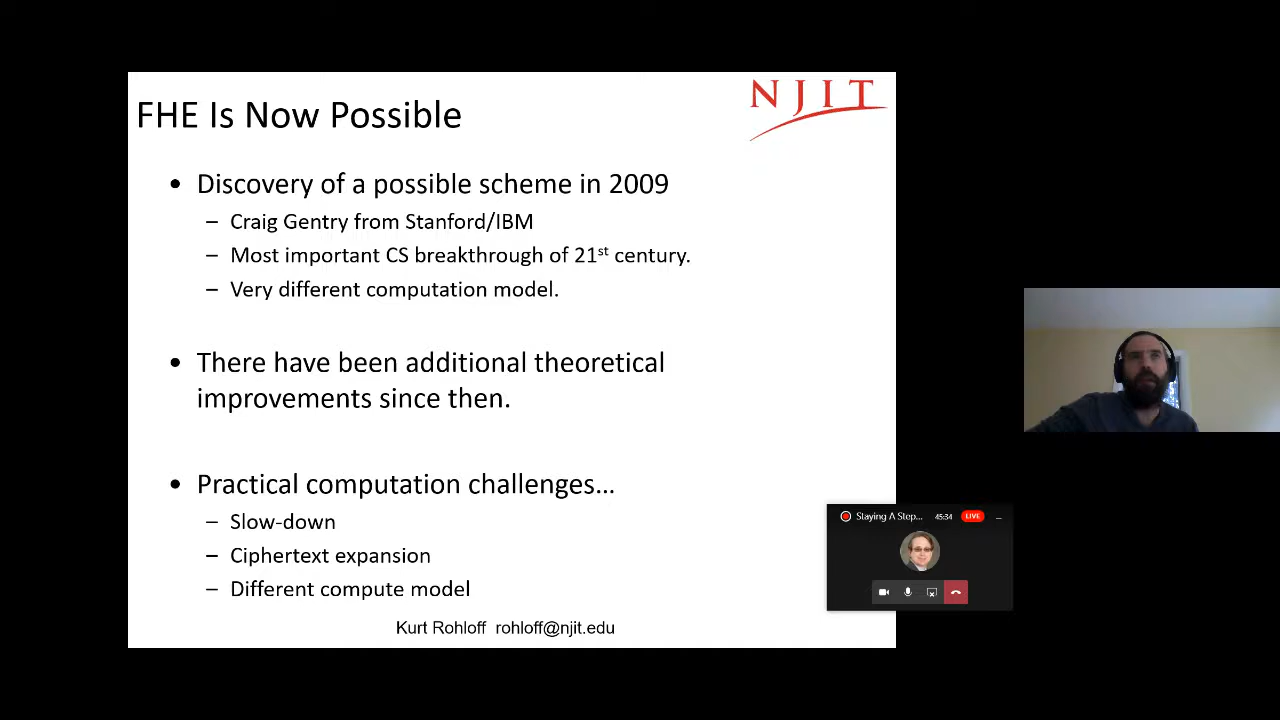 FHE Is Now Possible
NJIT
• Discovery of a possible scheme in 2009
– Craig Gentry from Stanford/IBM
– Most important CS breakthrough of 21st century.
– Very different computation model.
• There have been additional theoretical
improvements since then.
• Practical computation challenges…
– Slow-down
– Ciphertext expansion
– Different compute model
Staying A Step... 45:34 LIVE
Kurt Rohloff rohloff@njit.edu